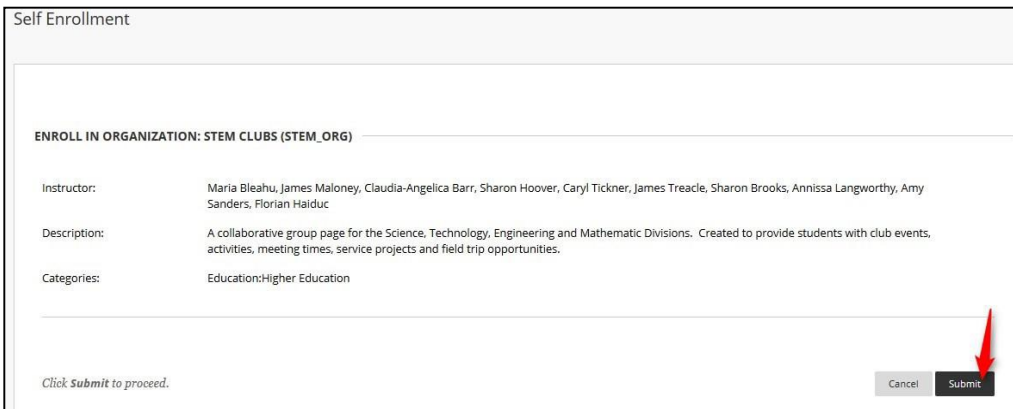 Self Enrollment
ENROLL IN ORGANIZATION: STEM CLUBS (STEM_ORG)
Instructor: Maria Bleahu, James Maloney, Claudia-Angelica Barr, Sharon Hoover, Caryl Tickner, James Treacle, Sharon Brooks, Annissa Langworthy, Amy
Sanders, Florian Haiduc
Description: A collaborative group page for the Science, Technology, Engineering and Mathematic Divisions. Created to provide students with club events,
activities, meeting times, service projects and field trip opportunities.
Categories: Education:Higher Education
Click Submit to proceed. Cancel Submit